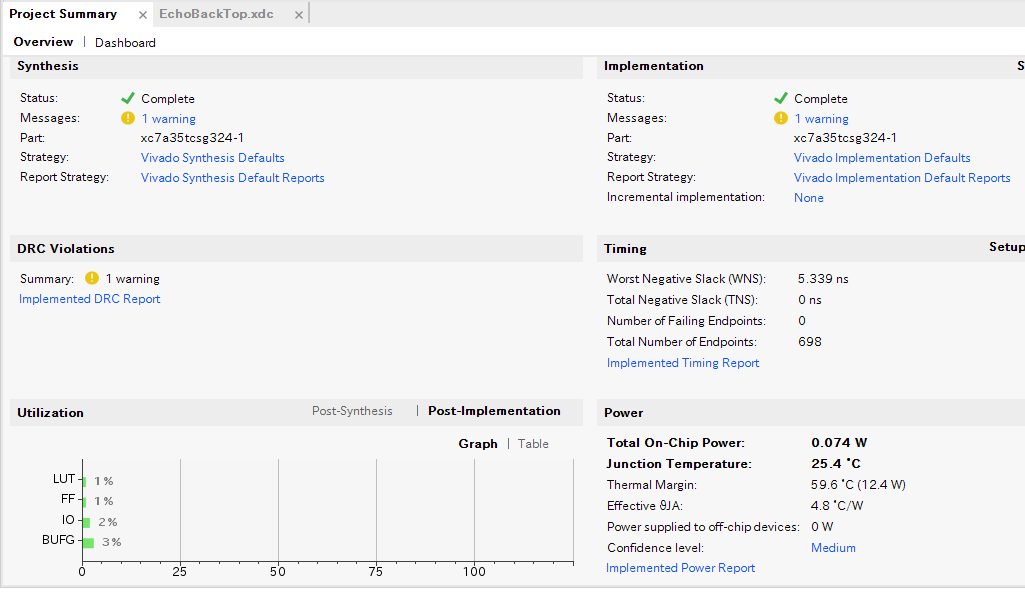 Project Summary × EchoBackTop.xdc ×
Overview | Dashboard
Synthesis
Status: Complete
Messages: 1 warning
Part: xc7a35tcsg324-1
Strategy: Vivado Synthesis Defaults
Report Strategy: Vivado Synthesis Default Reports
Implementation S
Status: Complete
Messages: 1 warning
Part: xc7a35tcsg324-1
Strategy: Vivado Implementation Defaults
Report Strategy: Vivado Implementation Default Reports
Incremental implementation: None
DRC Violations
Summary: 1 warning
Implemented DRC Report
Timing Setup
Worst Negative Slack (WNS): 5.339 ns
Total Negative Slack (TNS): 0 ns
Number of Failing Endpoints: 0
Total Number of Endpoints: 698
Implemented Timing Report
Utilization Post-Synthesis | Post-Implementation
Graph | Table
LUT 1%
FF 1%
IO 2%
BUFG 3%
0 25 50 75 100
Power
Total On-Chip Power: 0.074 W
Junction Temperature: 25.4 °C
Thermal Margin: 59.6 °C (12.4 W)
Effective ϑJA: 4.8 °C/W
Power supplied to off-chip devices: 0 W
Confidence level: Medium
Implemented Power Report